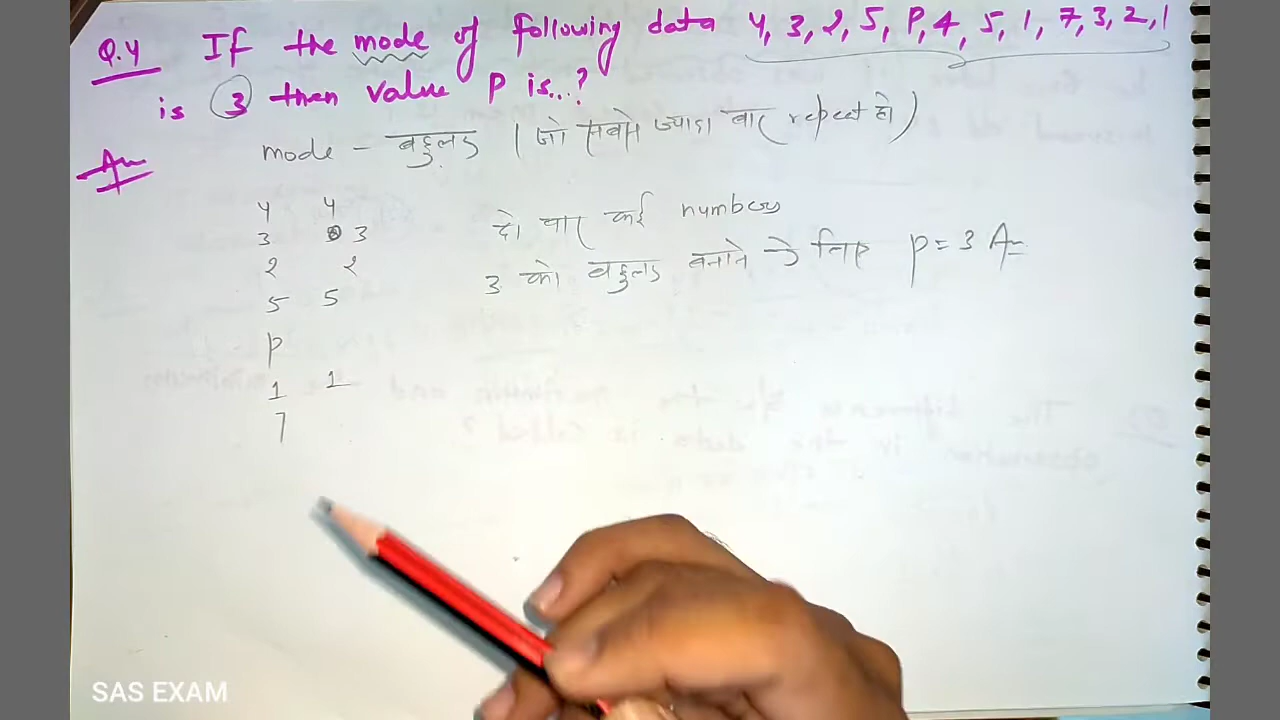 Q.4 If the mode of following data 4, 3, 2, 5, P, 4, 5, 1, 7, 3, 2, 1
is 3 then value P is...?
Ans
mode - बहुलक (जो सबसे ज्यादा बार repeat हो)
4 4
3 3
2 2
5 5
P
1 1
7
दो बार कई numbers
3 को बहुलक बनाने के लिए P = 3 Ans
SAS EXAM